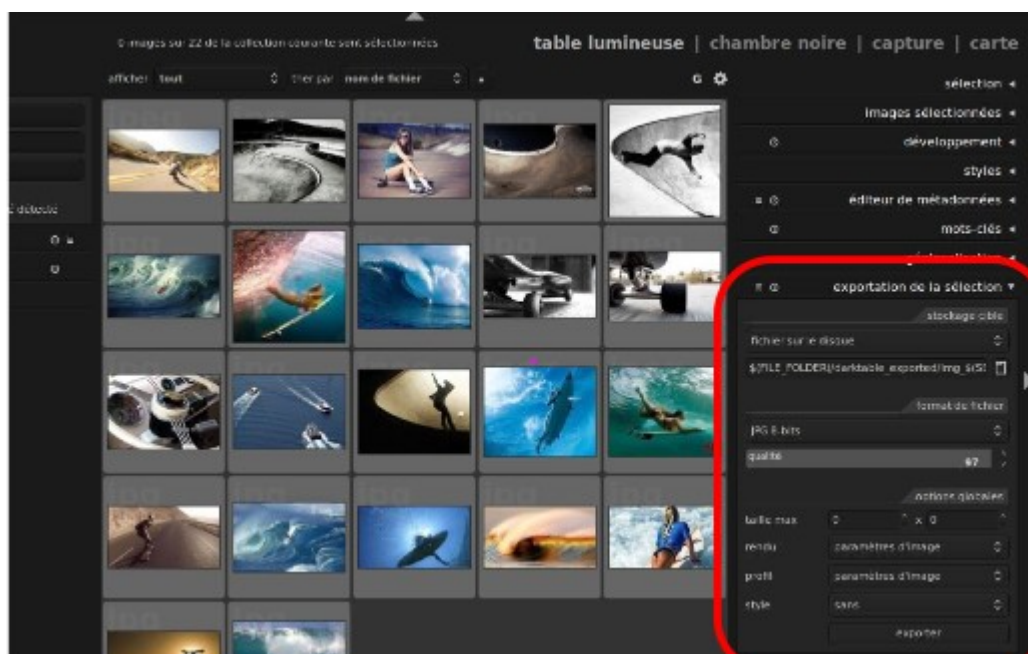 0 images sur 22 de la collection courante sont sélectionnées
table lumineuse | chambre noire | capture | carte
afficher tout trier par nom de fichier G
sélection
images sélectionnées
développement
styles
é détecté
éditeur de métadonnées
mots-clés
exportation de la sélection
stockage cible
fichier sur le disque
$(FILE_FOLDER)/darktable_exported/img_$(SE
format de fichier
JPG 8-bits
qualité 97
options globales
taille max 0 x 0
rendu paramètres d'image
profil paramètres d'image
style sans
exporter